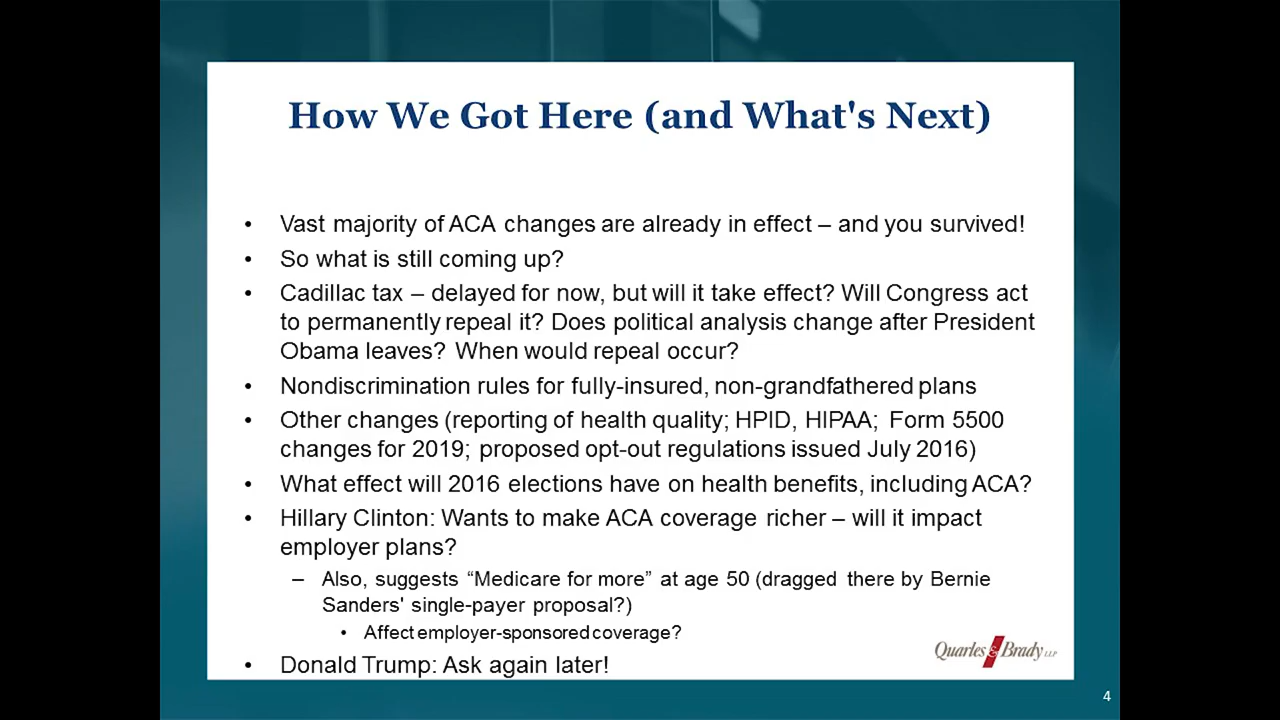 How We Got Here (and What's Next)
• Vast majority of ACA changes are already in effect – and you survived!
• So what is still coming up?
• Cadillac tax – delayed for now, but will it take effect? Will Congress act
to permanently repeal it? Does political analysis change after President
Obama leaves? When would repeal occur?
• Nondiscrimination rules for fully-insured, non-grandfathered plans
• Other changes (reporting of health quality; HPID, HIPAA; Form 5500
changes for 2019; proposed opt-out regulations issued July 2016)
• What effect will 2016 elections have on health benefits, including ACA?
• Hillary Clinton: Wants to make ACA coverage richer – will it impact
employer plans?
– Also, suggests “Medicare for more” at age 50 (dragged there by Bernie
Sanders' single-payer proposal?)
• Affect employer-sponsored coverage?
• Donald Trump: Ask again later!
Quarles & Brady LLP
4